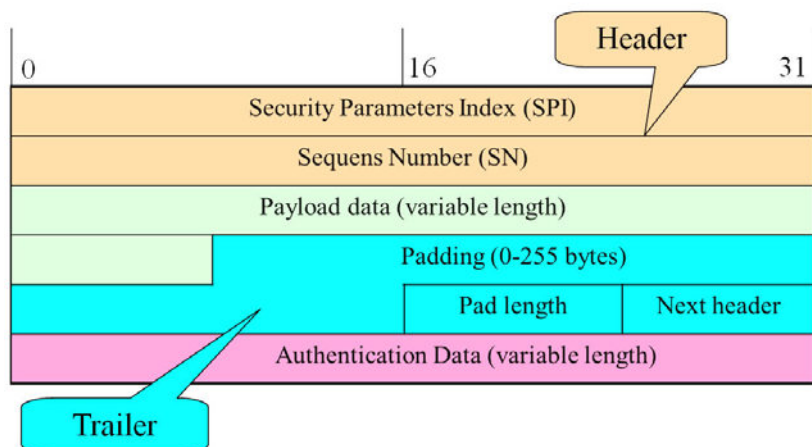 Header
0 16 31
Security Parameters Index (SPI)
Sequens Number (SN)
Payload data (variable length)
Padding (0-255 bytes)
Pad length Next header
Authentication Data (variable length)
Trailer